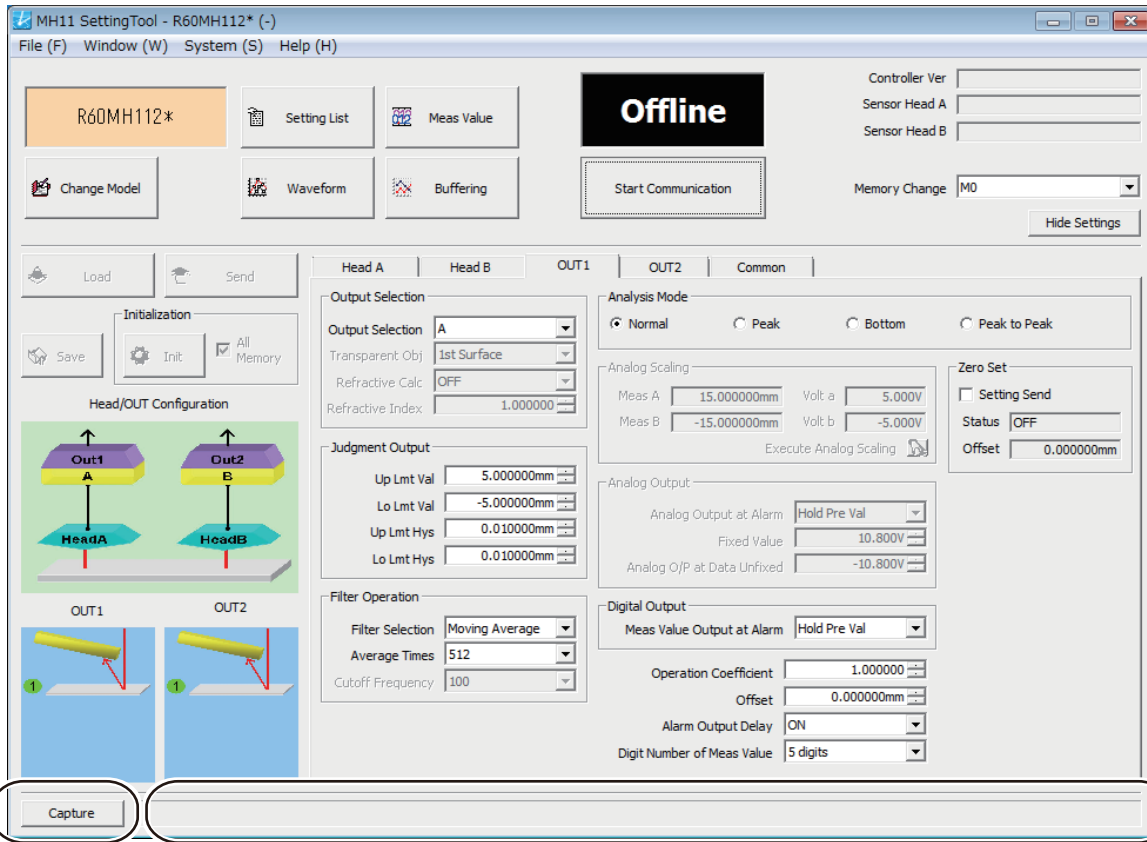 MH11 SettingTool - R60MH112* (-)
File (F) Window (W) System (S) Help (H)
R60MH112*
Setting List
Meas Value
Offline
Controller Ver
Sensor Head A
Sensor Head B
Change Model
Waveform
Buffering
Start Communication
Memory Change M0
Hide Settings
Load
Send
Initialization
Save
Init
All Memory
Head/OUT Configuration
Out1
A
HeadA
Out2
B
HeadB
OUT1
OUT2
1
1
Head A Head B OUT1 OUT2 Common
Output Selection
Output Selection A
Transparent Obj 1st Surface
Refractive Calc OFF
Refractive Index 1.000000
Judgment Output
Up Lmt Val 5.000000mm
Lo Lmt Val -5.000000mm
Up Lmt Hys 0.010000mm
Lo Lmt Hys 0.010000mm
Filter Operation
Filter Selection Moving Average
Average Times 512
Cutoff Frequency 100
Analysis Mode
Normal Peak Bottom Peak to Peak
Analog Scaling
Meas A 15.000000mm Volt a 5.000V
Meas B -15.000000mm Volt b -5.000V
Execute Analog Scaling
Zero Set
Setting Send
Status OFF
Offset 0.000000mm
Analog Output
Analog Output at Alarm Hold Pre Val
Fixed Value 10.800V
Analog O/P at Data Unfixed -10.800V
Digital Output
Meas Value Output at Alarm Hold Pre Val
Operation Coefficient 1.000000
Offset 0.000000mm
Alarm Output Delay ON
Digit Number of Meas Value 5 digits
Capture